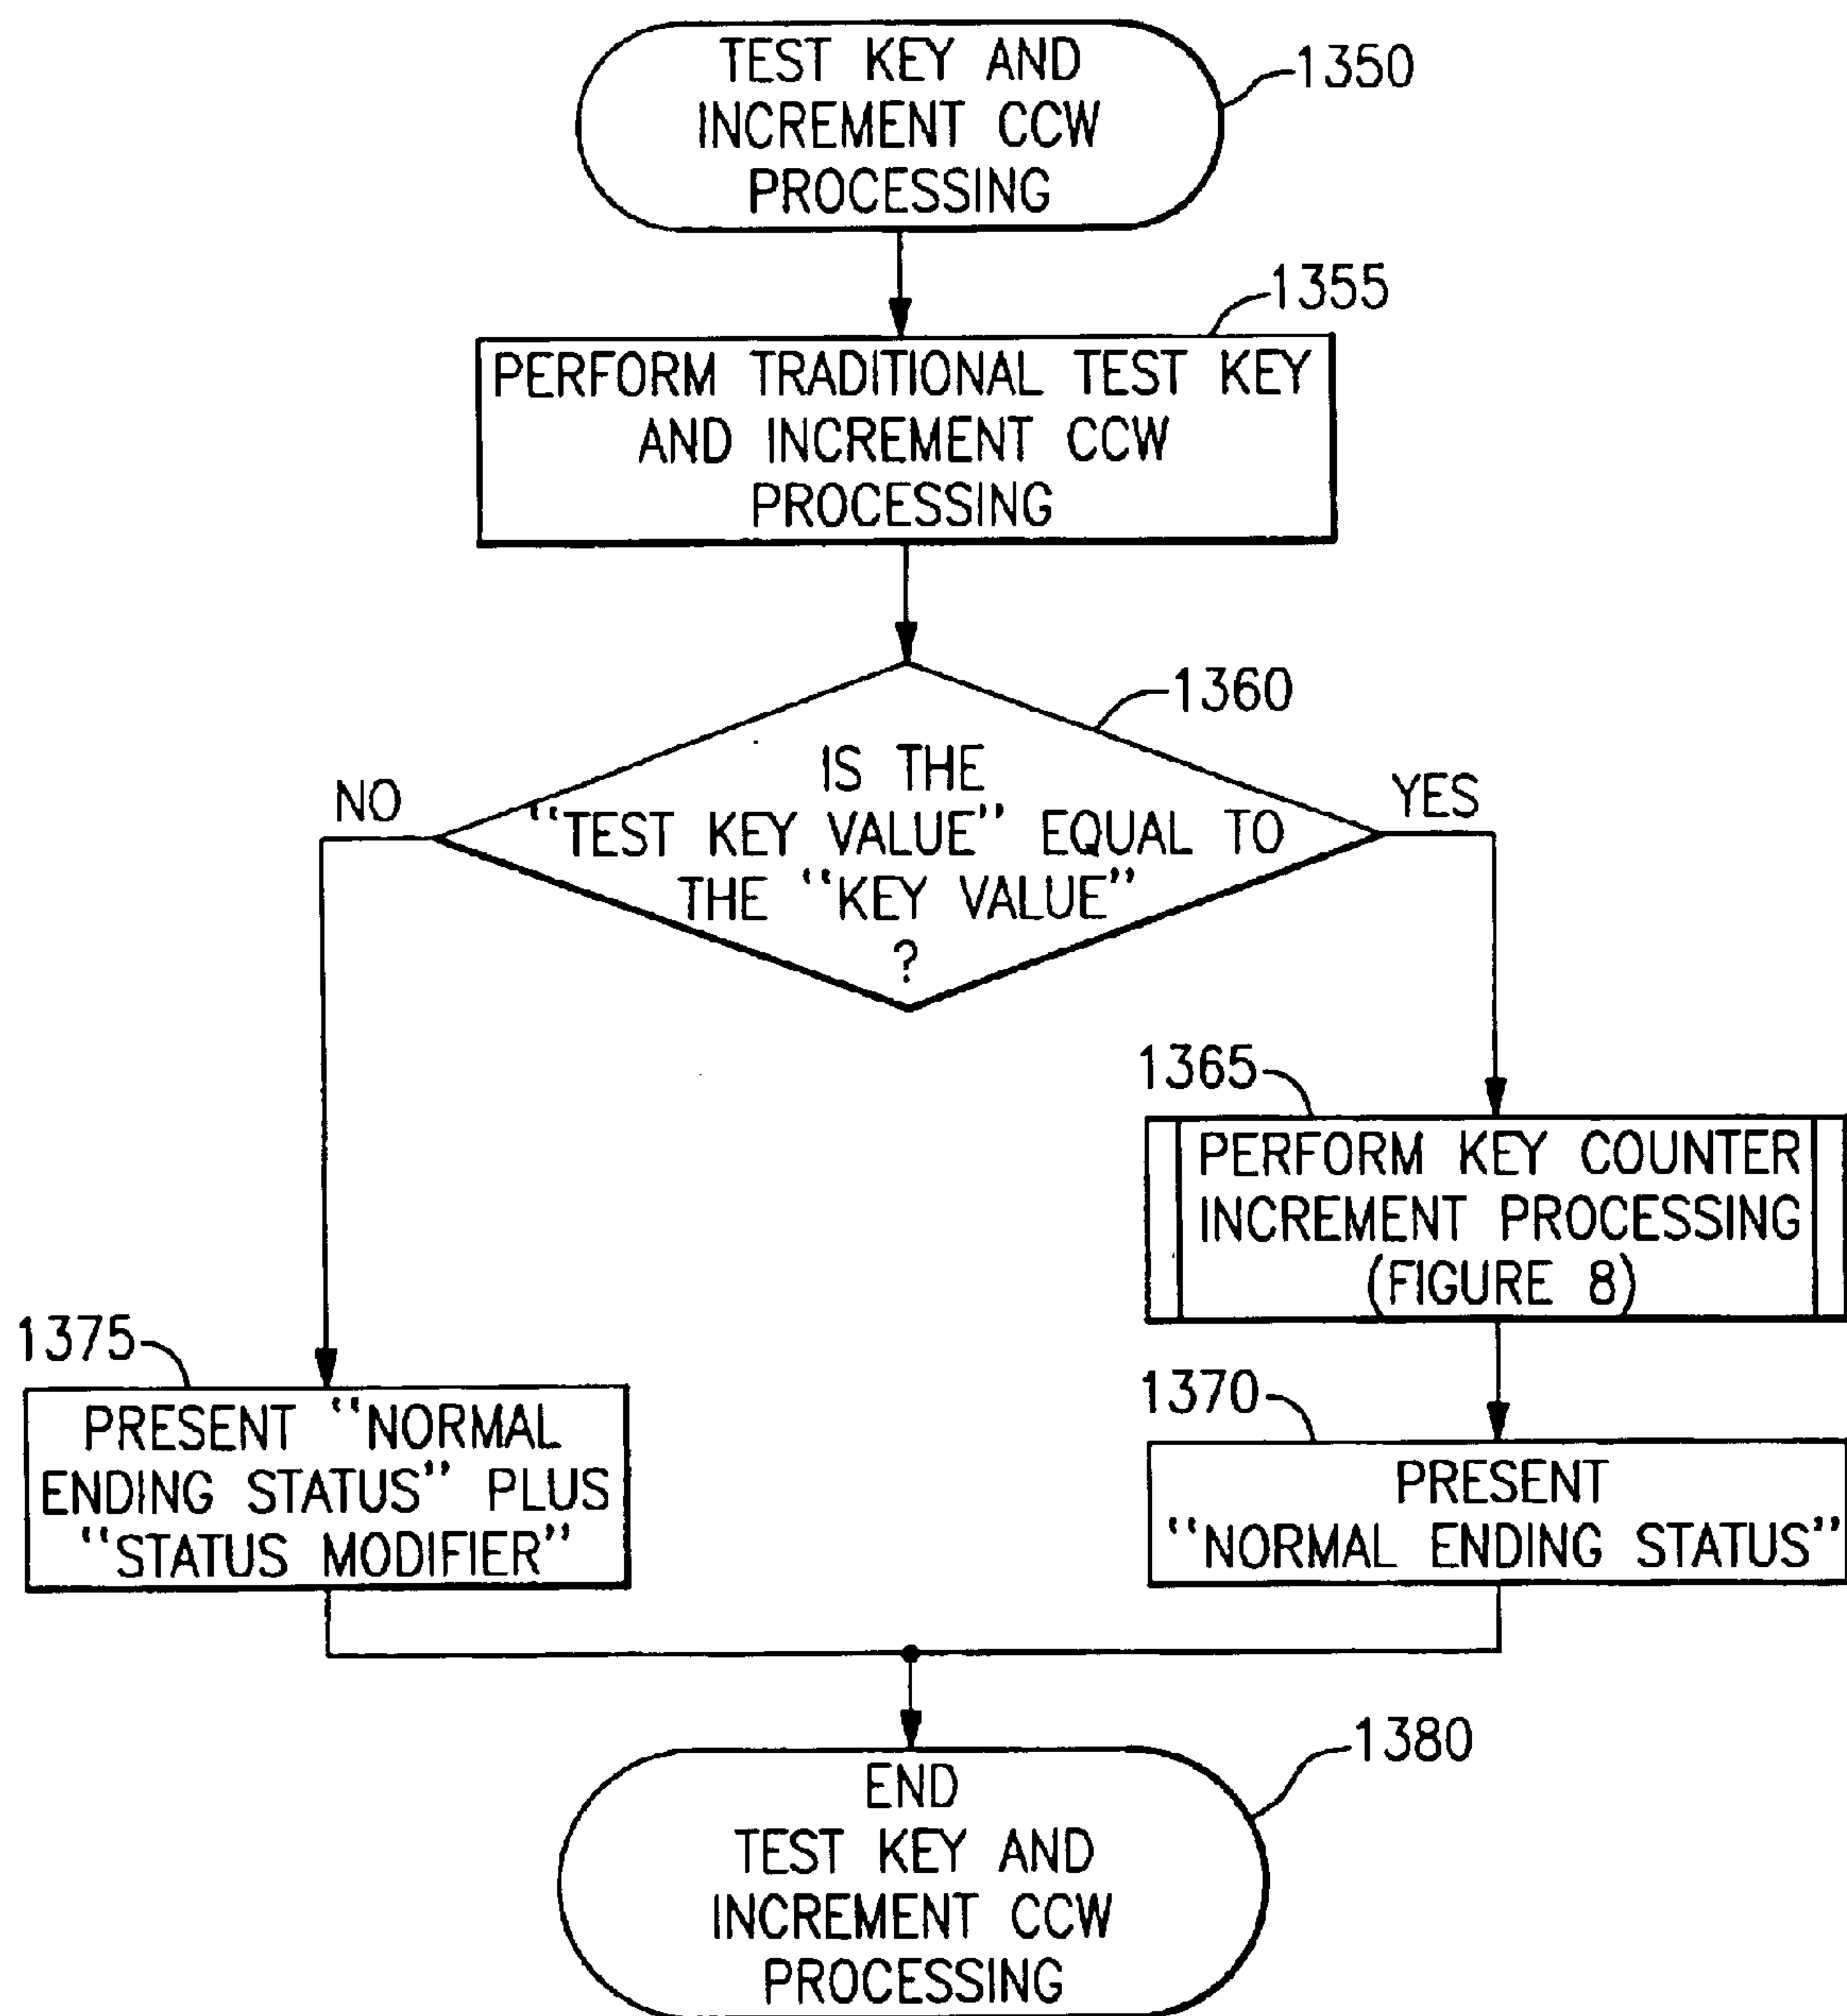 TEST KEY AND
INCREMENT CCW
PROCESSING
1350
1355
PERFORM TRADITIONAL TEST KEY
AND INCREMENT CCW
PROCESSING
1360
IS THE
"TEST KEY VALUE" EQUAL TO
THE "KEY VALUE"
?
NO
YES
1365
PERFORM KEY COUNTER
INCREMENT PROCESSING
(FIGURE 8)
1375
PRESENT "NORMAL
ENDING STATUS" PLUS
"STATUS MODIFIER"
1370
PRESENT
"NORMAL ENDING STATUS"
1380
END
TEST KEY AND
INCREMENT CCW
PROCESSING